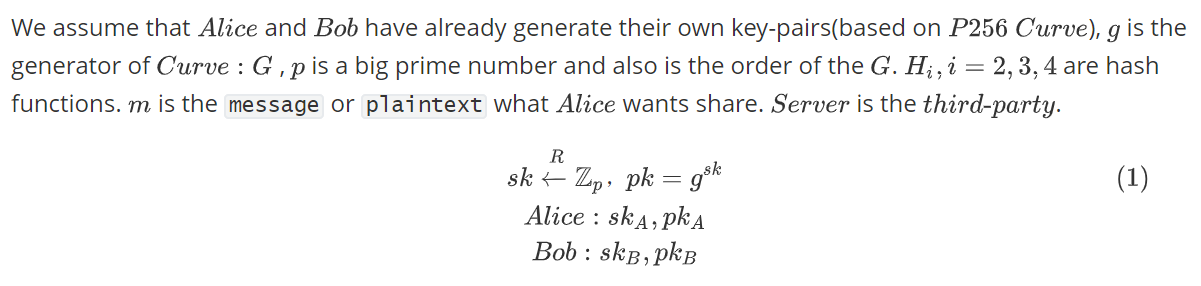 We assume that Alice and Bob have already generate their own key-pairs(based on P256 Curve), g is the
generator of Curve : G , p is a big prime number and also is the order of the G. Hᵢ, i = 2, 3, 4 are hash
functions. m is the message or plaintext what Alice wants share. Server is the third-party.
sk ←ᴿ ℤₚ, pk = g^{sk} (1)
Alice : sk_A, pk_A
Bob : sk_B, pk_B